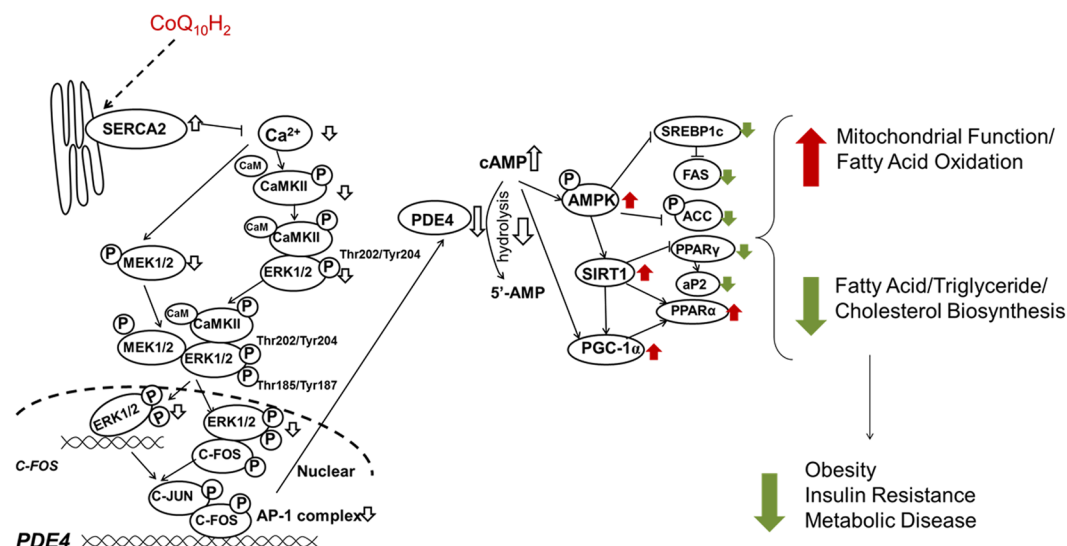 CoQ10H2
SERCA2
Ca2+
CaM
CaMKII
P
CaM
CaMKII
P
ERK1/2
P
Thr202/Tyr204
P
MEK1/2
CaM
CaMKII
P
P
MEK1/2
ERK1/2
P
P
Thr202/Tyr204
Thr185/Tyr187
ERK1/2
P
P
ERK1/2
P
P
C-FOS
P
C-FOS
Nuclear
C-JUN
P
C-FOS
P
AP-1 complex
PDE4
PDE4
cAMP
hydrolysis
5'-AMP
P
AMPK
SIRT1
PGC-1α
SREBP1c
FAS
P
ACC
PPARγ
aP2
PPARα
Mitochondrial Function/
Fatty Acid Oxidation
Fatty Acid/Triglyceride/
Cholesterol Biosynthesis
Obesity
Insulin Resistance
Metabolic Disease